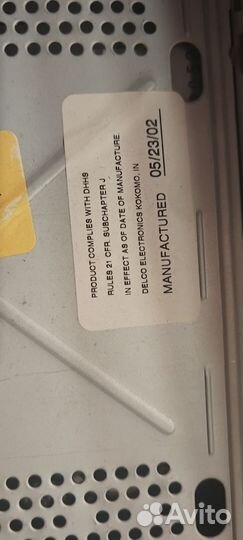 PRODUCT COMPLIES WITH DHHS
RULES 21 CFR, SUBCHAPTER J
IN EFFECT AS OF DATE OF MANUFACTURE.
DELCO ELECTRONICS KOKOMO, IN
MANUFACTURED 05/23/02
Avito